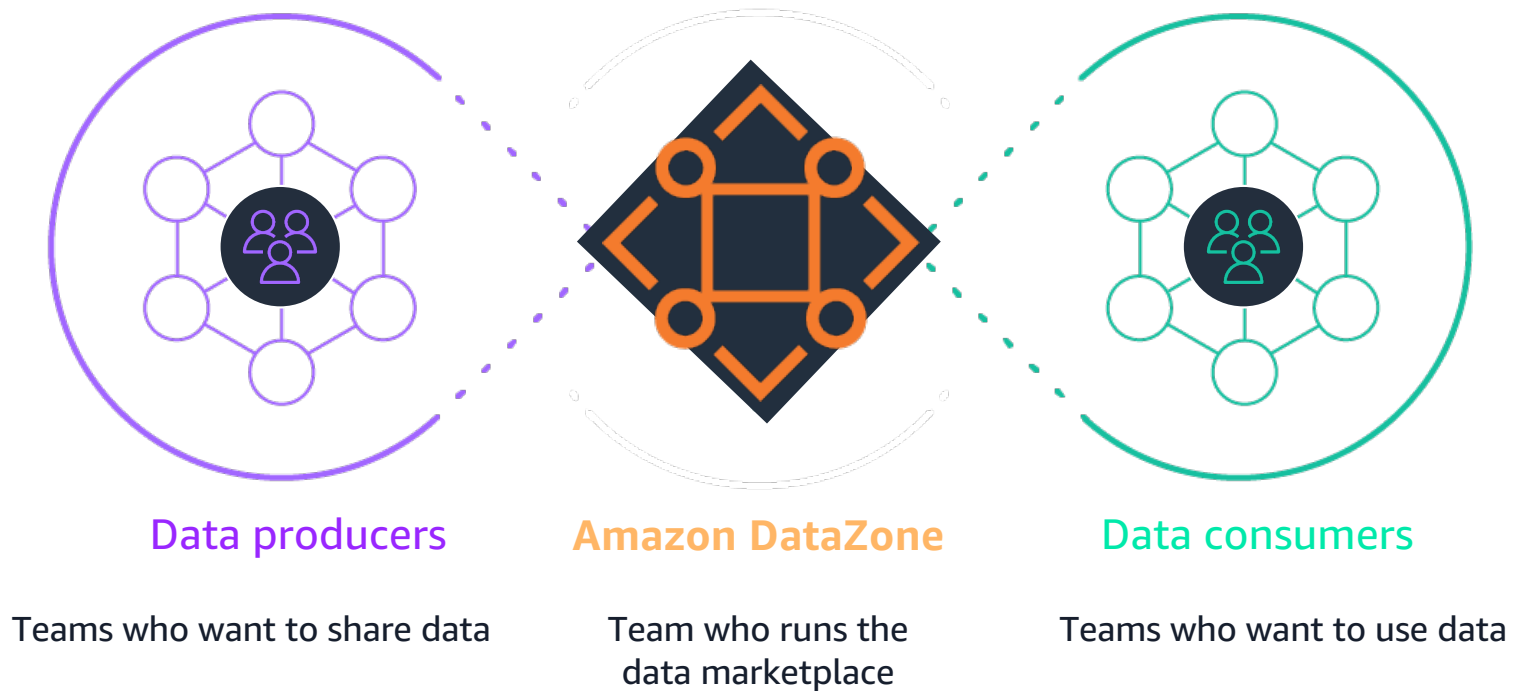 Data producers
Amazon DataZone
Data consumers
Teams who want to share data
Team who runs the
data marketplace
Teams who want to use data